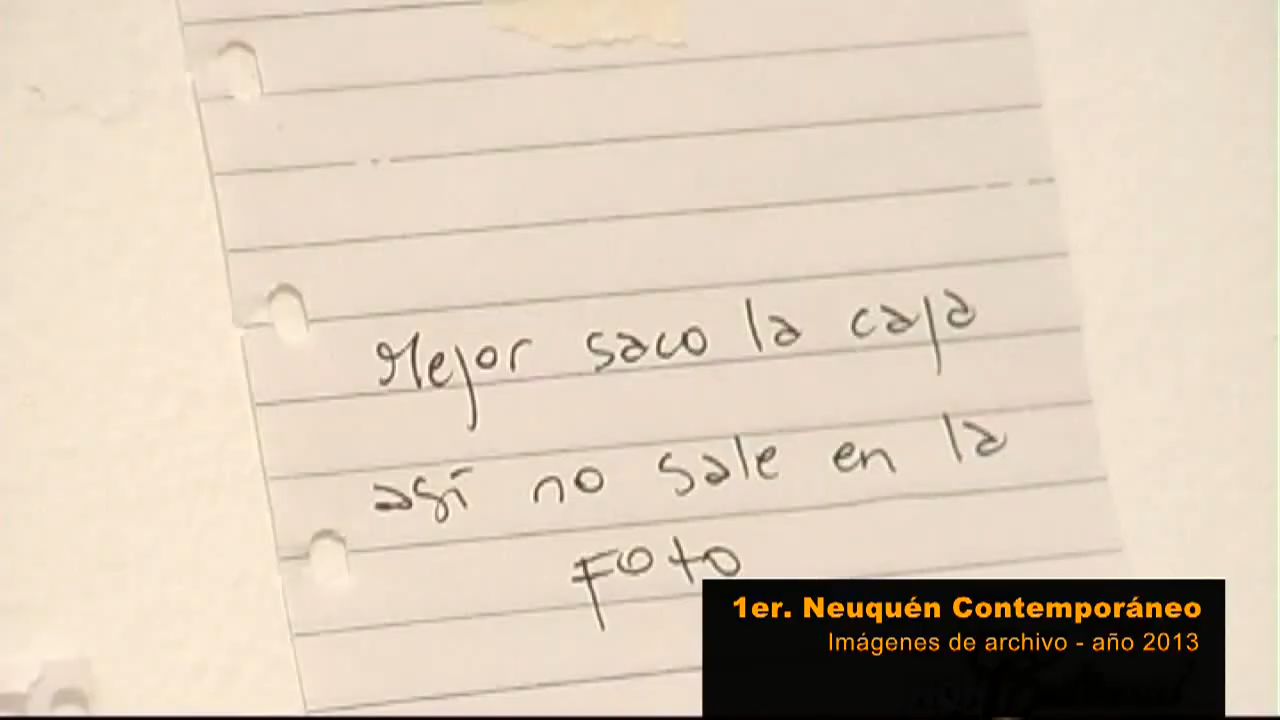 Mejor saco la caja
así no sale en la
Foto
1er. Neuquén Contemporáneo
Imágenes de archivo - año 2013